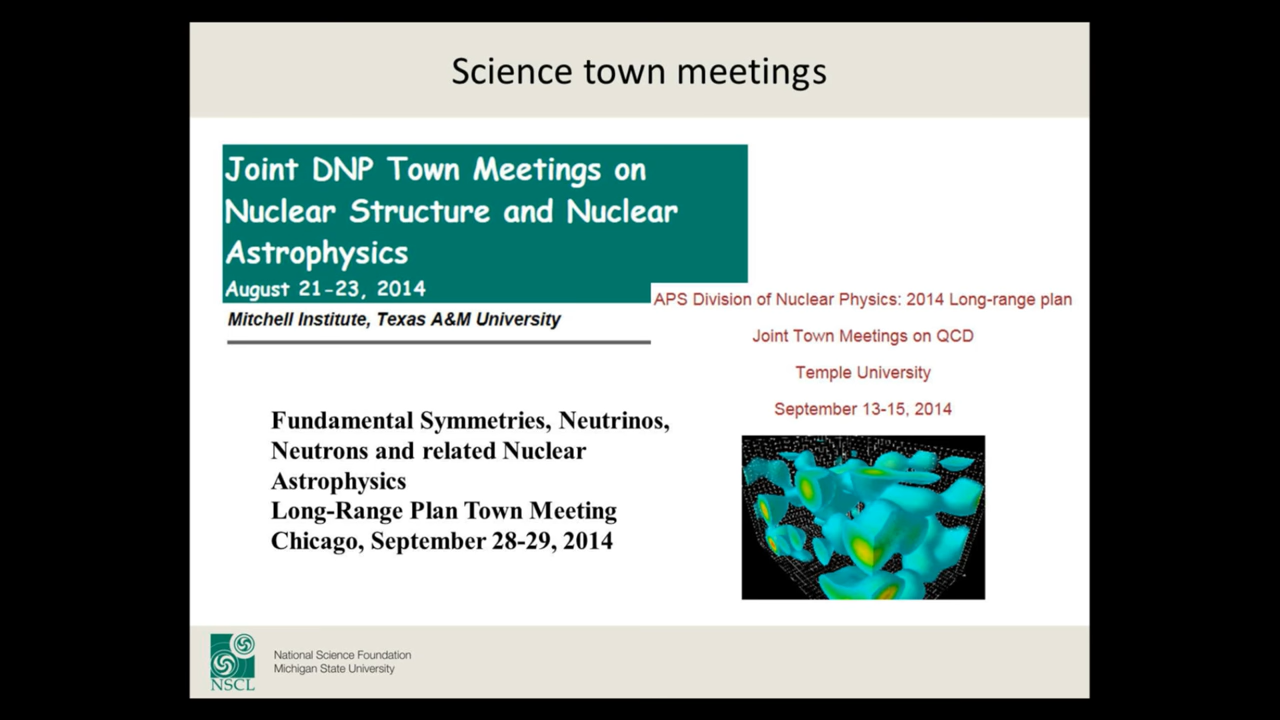 Science town meetings
Joint DNP Town Meetings on
Nuclear Structure and Nuclear
Astrophysics
August 21-23, 2014
Mitchell Institute, Texas A&M University
APS Division of Nuclear Physics: 2014 Long-range plan
Joint Town Meetings on QCD
Temple University
September 13-15, 2014
Fundamental Symmetries, Neutrinos,
Neutrons and related Nuclear
Astrophysics
Long-Range Plan Town Meeting
Chicago, September 28-29, 2014
NSCL
National Science Foundation
Michigan State University